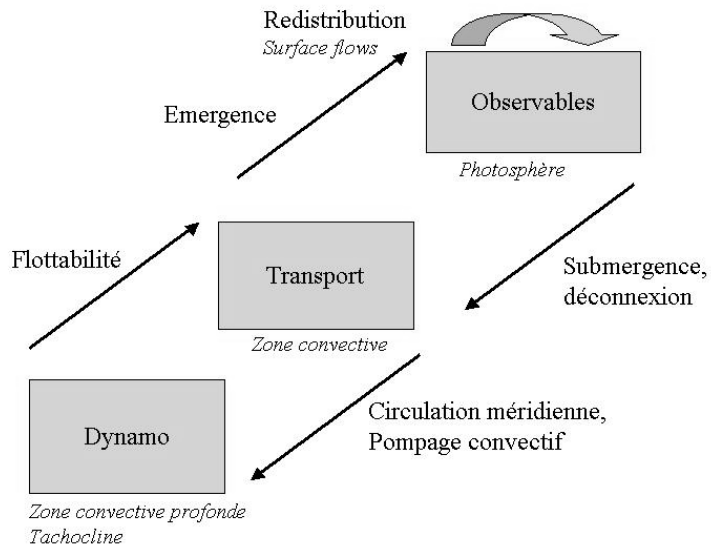 Redistribution
Surface flows
Observables
Emergence
Photosphère
Flottabilité
Transport
Submergence,
déconnexion
Zone convective
Circulation méridienne,
Pompage convectif
Dynamo
Zone convective profonde
Tachocline